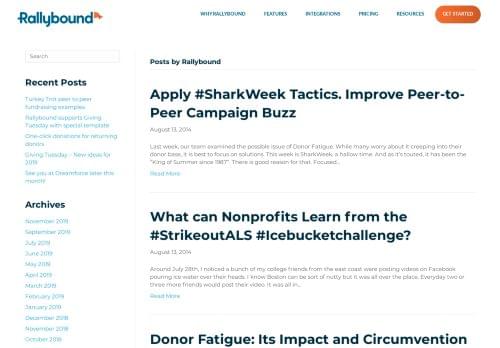 Rallybound
WHY RALLYBOUND
FEATURES
INTEGRATIONS
PRICING
RESOURCES
GET STARTED
Search
Recent Posts
Turkey Trot peer to peer
fundraising examples
Rallybound supports Giving
Tuesday with special template
One-click donations for returning
donors
Giving Tuesday – New ideas for
2019
See you at Dreamforce later this
month!
Archives
November 2019
September 2019
July 2019
June 2019
May 2019
April 2019
March 2019
February 2019
January 2019
December 2018
November 2018
October 2018
Posts by Rallybound
Apply #SharkWeek Tactics. Improve Peer-to-
Peer Campaign Buzz
August 13, 2014
Last week, our team examined the possible issue of Donor Fatigue. While many worry about it creeping into their
donor base, it is best to focus on solutions. This week is SharkWeek, a hallow time. And as it's touted, it has been the
"King of Summer since 1987". There is good reason for that. Focused...
Read More
What can Nonprofits Learn from the
#StrikeoutALS #Icebucketchallenge?
August 13, 2014
Around July 28th, I noticed a bunch of my college friends from the east coast were posting videos on Facebook
pouring ice water over their heads. I know Boston can be sort of nutty but it was all over the place. Everyday two or
three more friends would post their video. It was all in...
Read More
Donor Fatigue: Its Impact and Circumvention